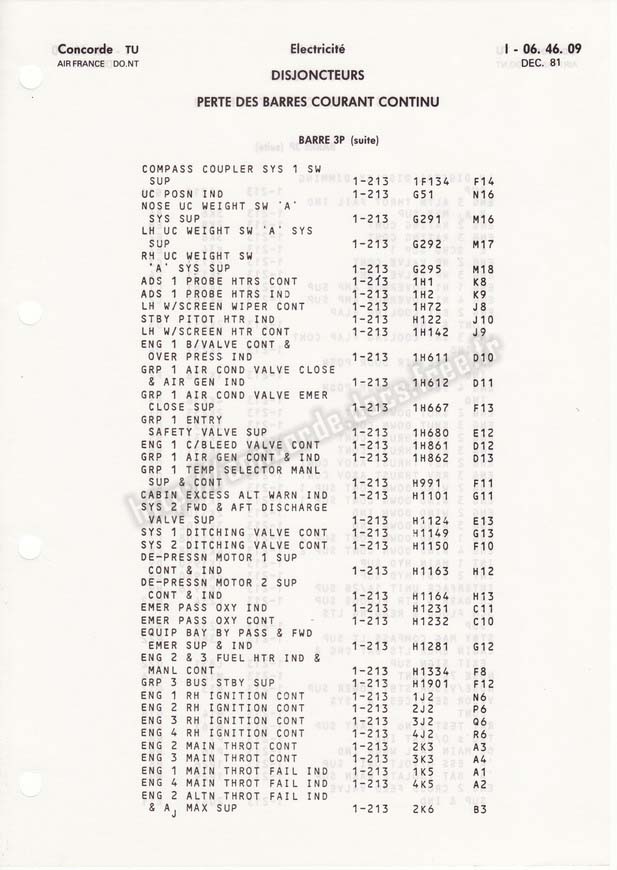 Concorde TU Electricité I - 06. 46. 09
AIR FRANCE DO.NT DEC. 81
DISJONCTEURS
PERTE DES BARRES COURANT CONTINU
BARRE 3P (suite)
COMPASS COUPLER SYS 1 SW
SUP 1-213 1F134 F14
UC POSN IND 1-213 G51 N16
NOSE UC WEIGHT SW 'A'
SYS SUP 1-213 G291 M16
LH UC WEIGHT SW 'A' SYS
SUP 1-213 G292 M17
RH UC WEIGHT SW
'A' SYS SUP 1-213 G295 M18
ADS 1 PROBE HTRS CONT 1-213 1H1 K8
ADS 1 PROBE HTRS IND 1-213 1H2 K9
LH W/SCREEN WIPER CONT 1-213 1H72 J8
STBY PITOT HTR IND 1-213 H122 J10
LH W/SCREEN HTR CONT 1-213 1H142 J9
ENG 1 B/VALVE CONT &
OVER PRESS IND 1-213 1H611 D10
GRP 1 AIR COND VALVE CLOSE
& AIR GEN IND 1-213 1H612 D11
GRP 1 AIR COND VALVE EMER
CLOSE SUP 1-213 1H667 F13
GRP 1 ENTRY
SAFETY VALVE SUP 1-213 1H680 E12
ENG 1 C/BLEED VALVE CONT 1-213 1H861 D12
GRP 1 AIR GEN CONT & IND 1-213 1H862 D13
GRP 1 TEMP SELECTOR MANL
SUP & CONT 1-213 H991 F11
CABIN EXCESS ALT WARN IND 1-213 H1101 G11
SYS 2 FWD & AFT DISCHARGE
VALVE SUP 1-213 H1124 E13
SYS 1 DITCHING VALVE CONT 1-213 H1149 G13
SYS 2 DITCHING VALVE CONT 1-213 H1150 F10
DE-PRESSN MOTOR 1 SUP
CONT & IND 1-213 H1163 H12
DE-PRESSN MOTOR 2 SUP
CONT & IND 1-213 H1164 H13
EMER PASS OXY IND 1-213 H1231 C11
EMER PASS OXY CONT 1-213 H1232 C10
EQUIP BAY BY PASS & FWD
EMER SUP & IND 1-213 H1281 G12
ENG 2 & 3 FUEL HTR IND &
MANL CONT 1-213 H1334 F8
GRP 3 BUS STBY SUP 1-213 H1901 F12
ENG 1 RH IGNITION CONT 1-213 1J2 N6
ENG 2 RH IGNITION CONT 1-213 2J2 P6
ENG 3 RH IGNITION CONT 1-213 3J2 Q6
ENG 4 RH IGNITION CONT 1-213 4J2 R6
ENG 2 MAIN THROT CONT 1-213 2K3 A3
ENG 3 MAIN THROT CONT 1-213 3K3 A4
ENG 1 MAIN THROT FAIL IND 1-213 1K5 A1
ENG 4 MAIN THROT FAIL IND 1-213 4K5 A2
ENG 2 ALTN THROT FAIL IND
& AJ MAX SUP 1-213 2K6 B3
http://concorde.docs.free.fr